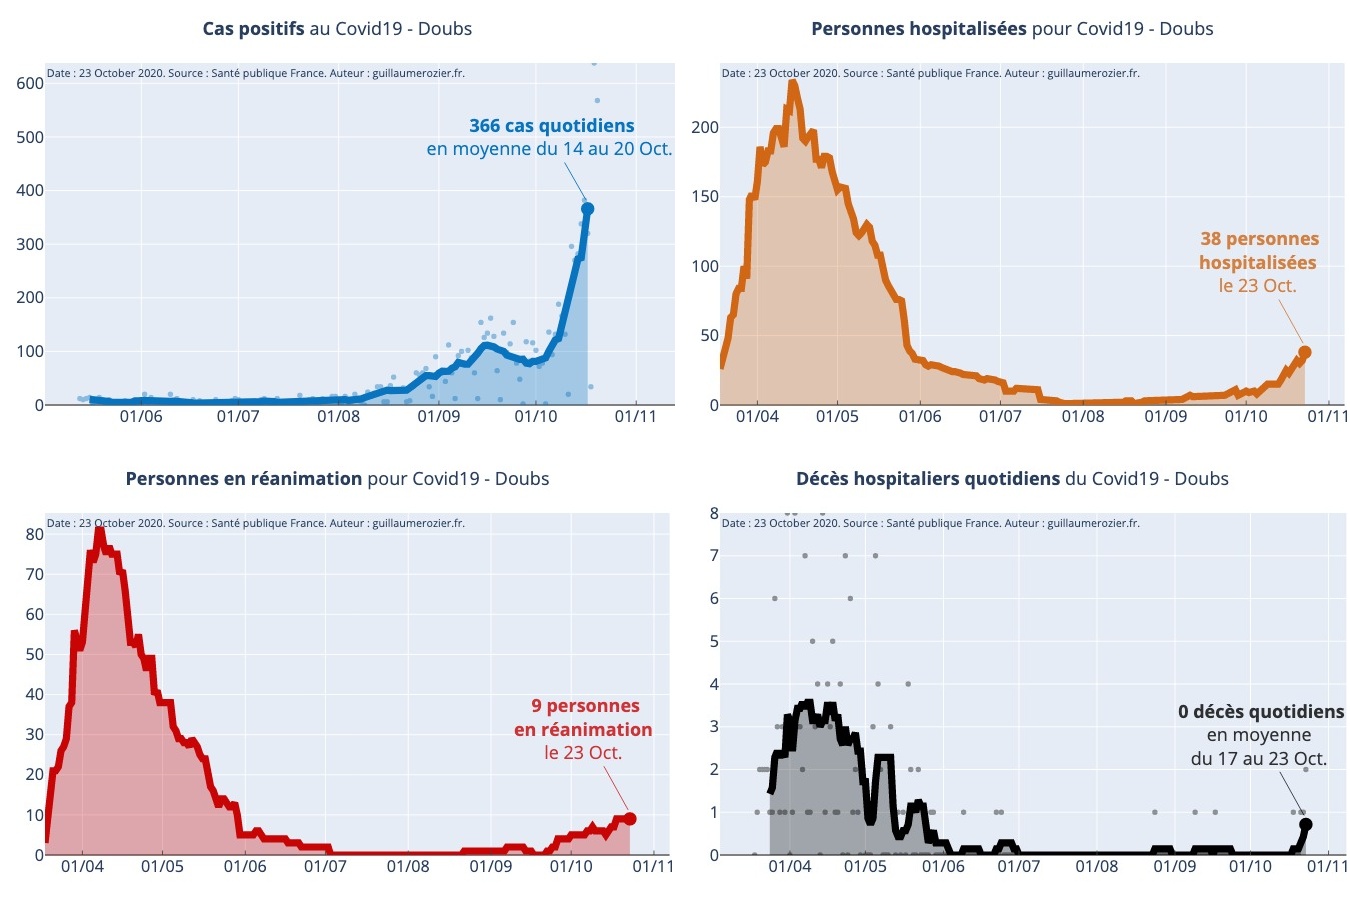 Cas positifs au Covid19 - Doubs
Date : 23 October 2020. Source : Santé publique France. Auteur : guillaumerozier.fr.
600
500
400
300
200
100
0
366 cas quotidiens
en moyenne du 14 au 20 Oct.
01/06 01/07 01/08 01/09 01/10 01/11
Personnes hospitalisées pour Covid19 - Doubs
Date : 23 October 2020. Source : Santé publique France. Auteur : guillaumerozier.fr.
200
150
100
50
0
38 personnes
hospitalisées
le 23 Oct.
01/04 01/05 01/06 01/07 01/08 01/09 01/10 01/11
Personnes en réanimation pour Covid19 - Doubs
Date : 23 October 2020. Source : Santé publique France. Auteur : guillaumerozier.fr.
80
70
60
50
40
30
20
10
0
9 personnes
en réanimation
le 23 Oct.
01/04 01/05 01/06 01/07 01/08 01/09 01/10 01/11
Décès hospitaliers quotidiens du Covid19 - Doubs
Date : 23 October 2020. Source : Santé publique France. Auteur : guillaumerozier.fr.
8
7
6
5
4
3
2
1
0
0 décès quotidiens
en moyenne
du 17 au 23 Oct.
01/04 01/05 01/06 01/07 01/08 01/09 01/10 01/11